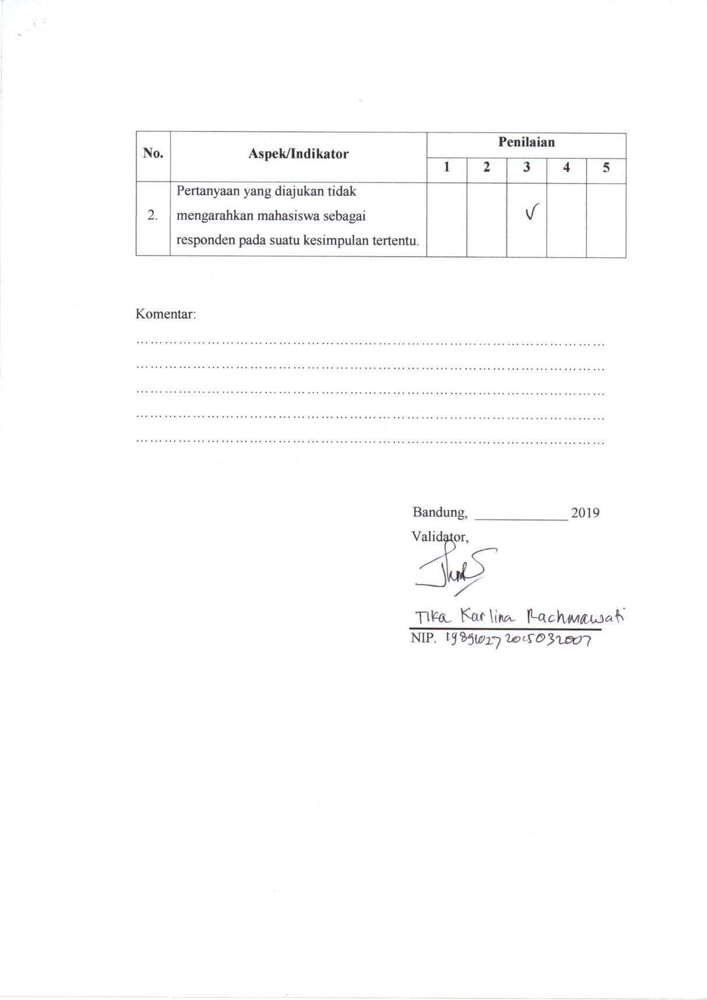 No. Aspek/Indikator Penilaian
1 2 3 4 5
Pertanyaan yang diajukan tidak
2. mengarahkan mahasiswa sebagai √
responden pada suatu kesimpulan tertentu.
Komentar:
……………………………………………………………………………………
……………………………………………………………………………………
……………………………………………………………………………………
……………………………………………………………………………………
……………………………………………………………………………………
Bandung, _____________ 2019
Validator,
Tika Karlina Rachmawati
NIP. 198910272015032007